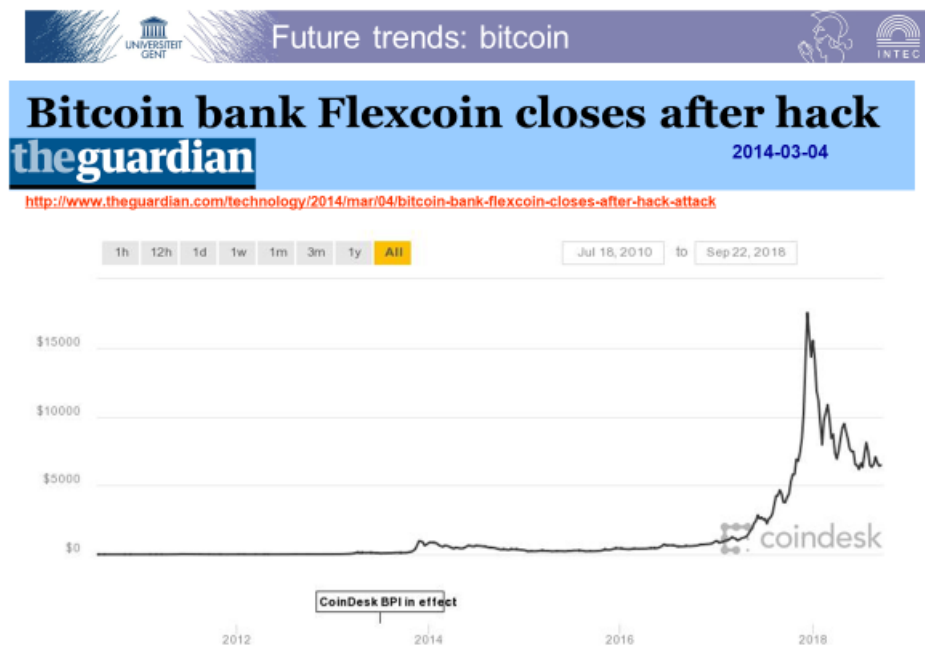 UNIVERSITEIT
GENT
Future trends: bitcoin
INTEC
Bitcoin bank Flexcoin closes after hack
theguardian
2014-03-04
http://www.theguardian.com/technology/2014/mar/04/bitcoin-bank-flexcoin-closes-after-hack-attack
1h 12h 1d 1w 1m 3m 1y All Jul 18, 2010 to Sep 22, 2018
$15000
$10000
$5000
$0
coindesk
CoinDesk BPI in effect
2012 2014 2016 2018